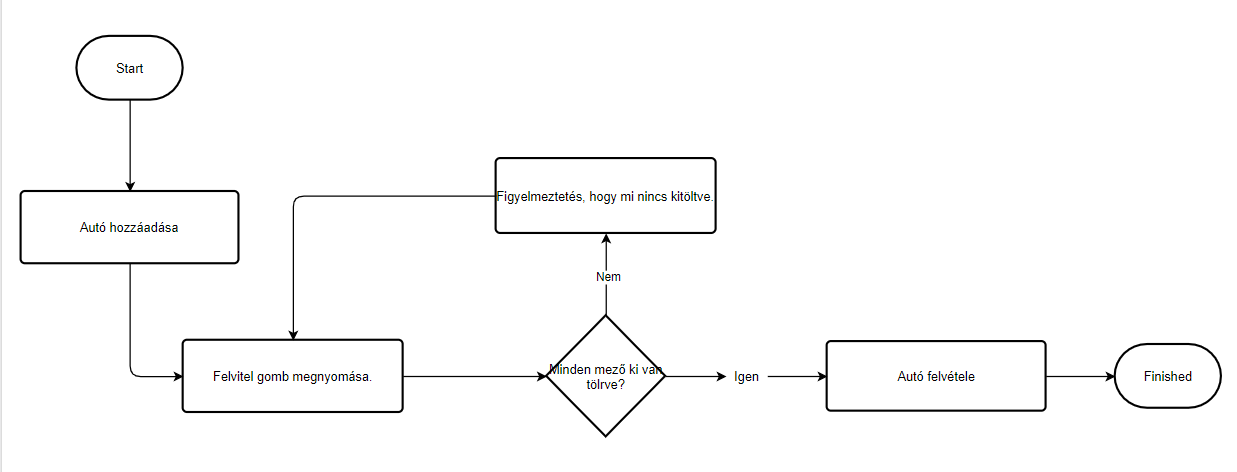 Start
Autó hozzáadása
Figyelmeztetés, hogy mi nincs kitöltve.
Nem
Felvitel gomb megnyomása.
Minden mező ki van
tölrve?
Igen
Autó felvétele
Finished